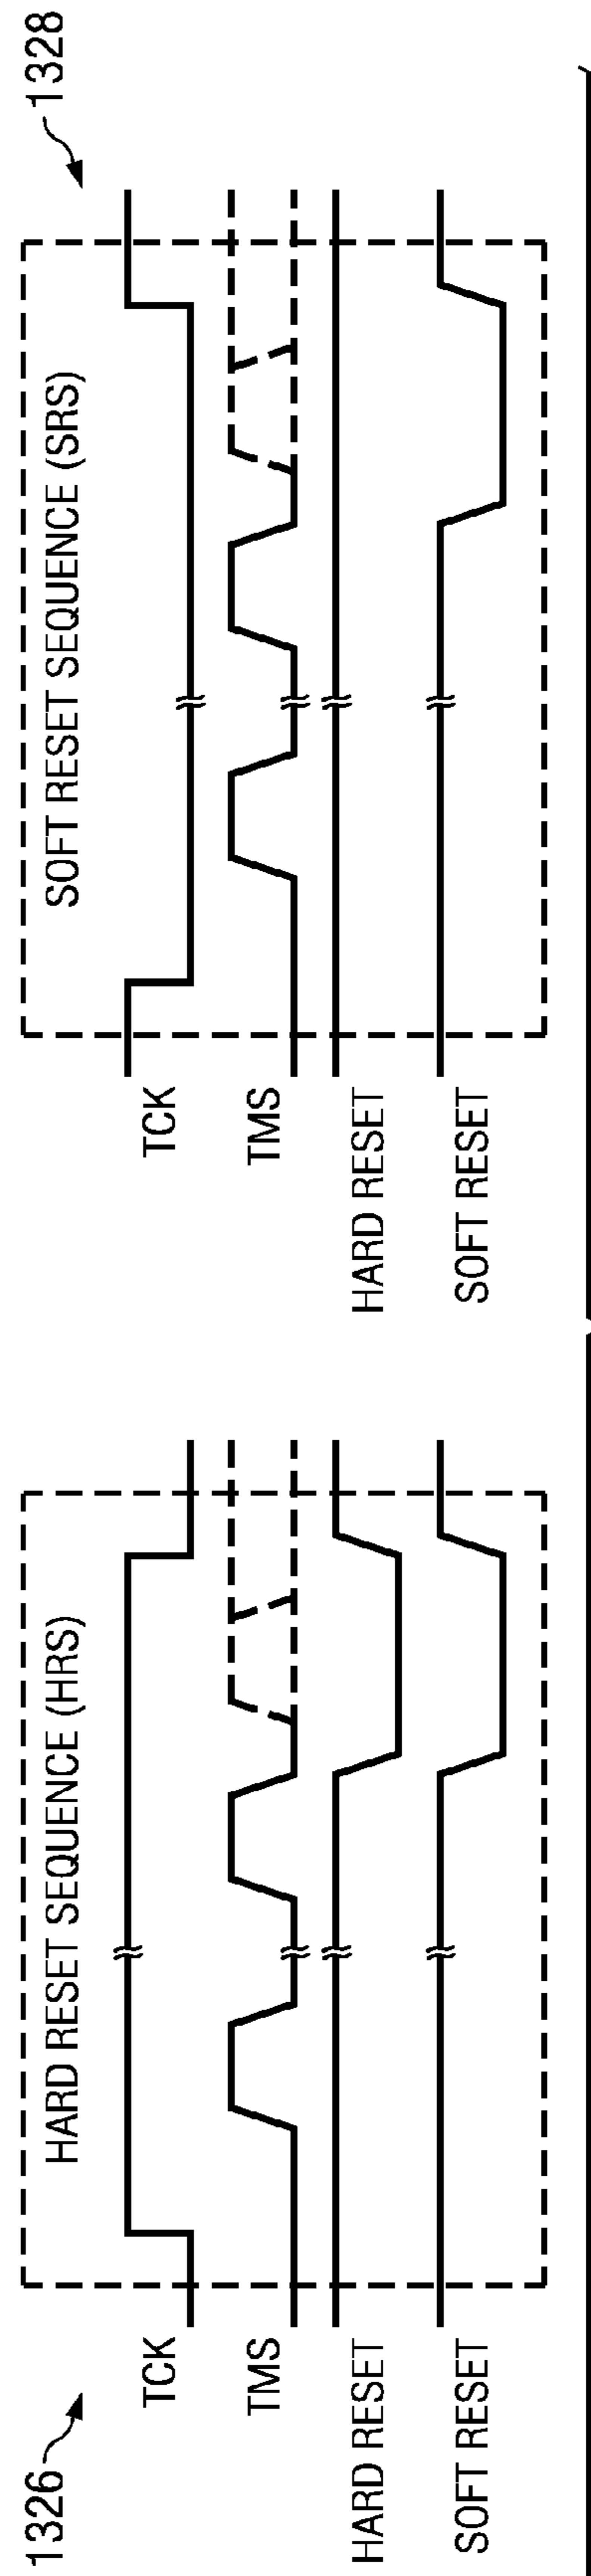 1326
HARD RESET SEQUENCE (HRS)
TCK
TMS
HARD RESET
SOFT RESET
1328
SOFT RESET SEQUENCE (SRS)
TCK
TMS
HARD RESET
SOFT RESET